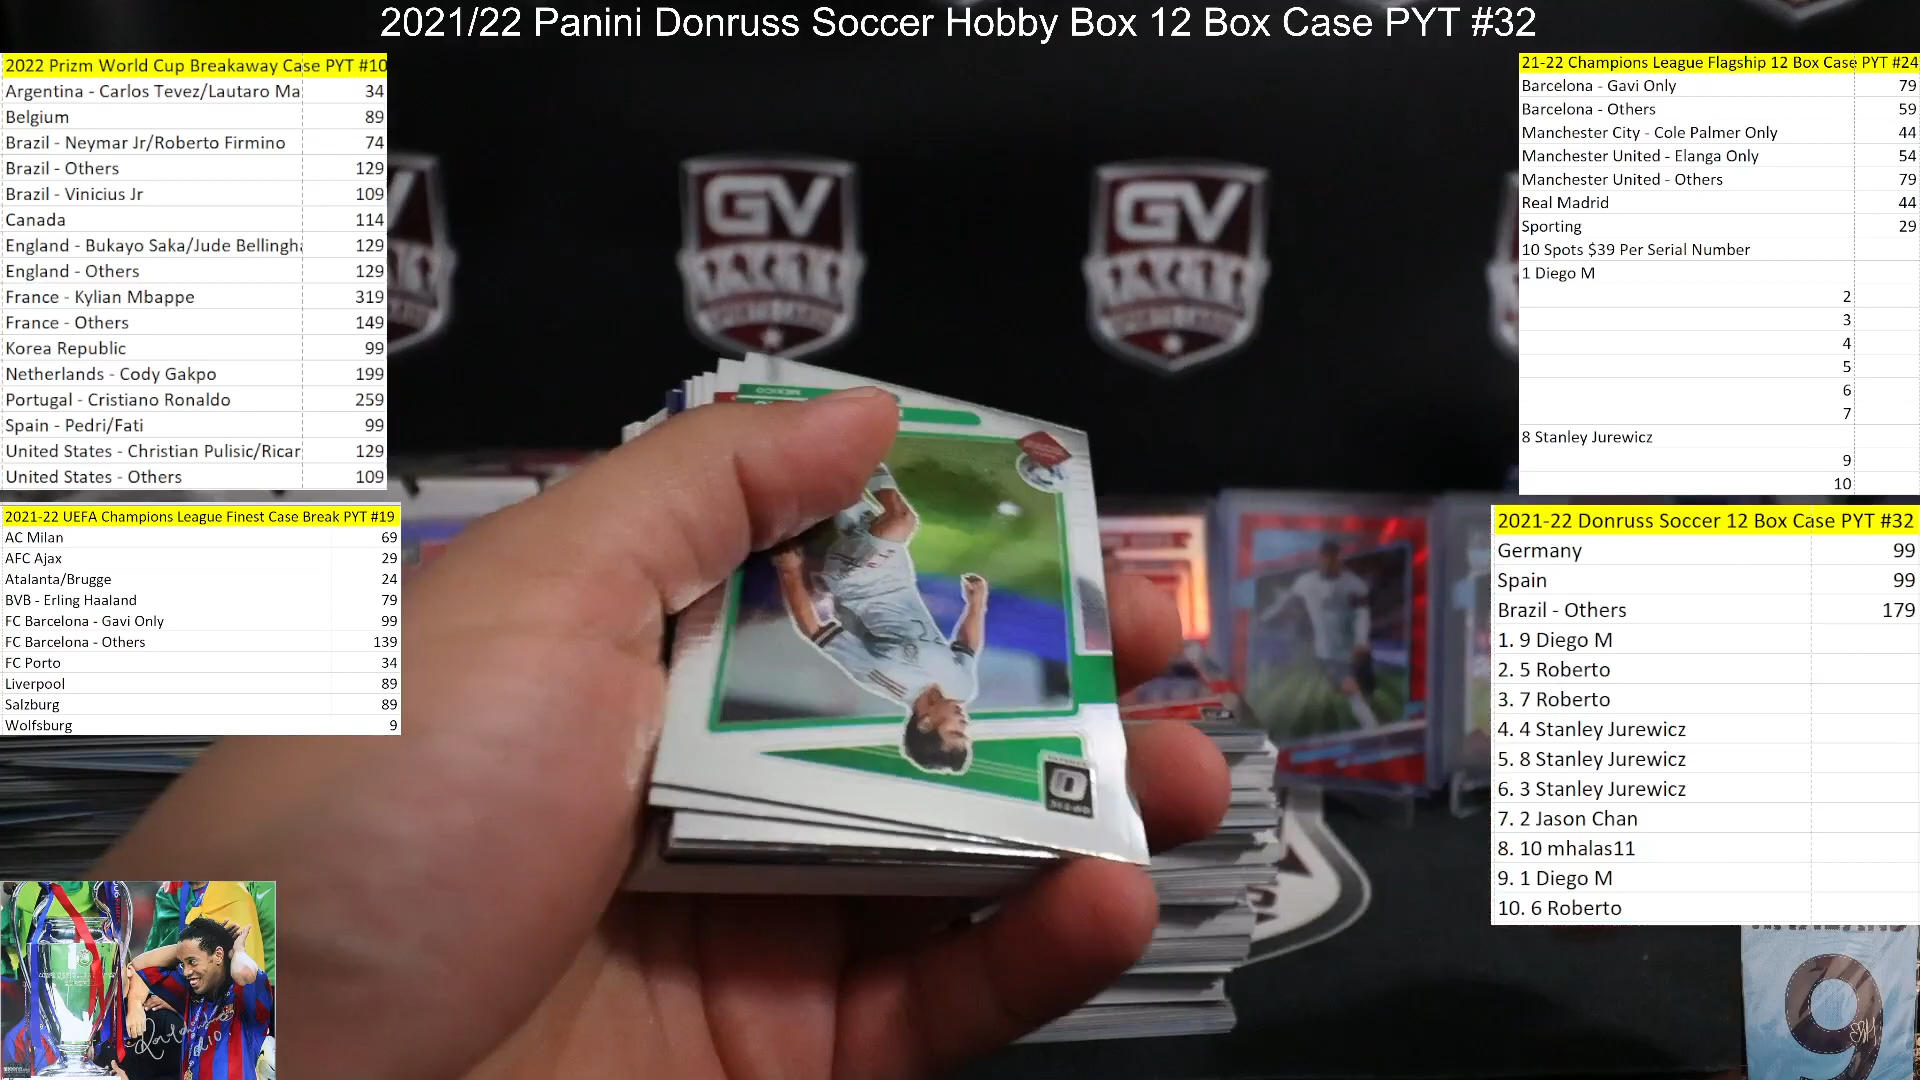 2021/22 Panini Donruss Soccer Hobby Box 12 Box Case PYT #32
2022 Prizm World Cup Breakaway Case PYT #10
Argentina - Carlos Tevez/Lautaro Ma 34
Belgium 89
Brazil - Neymar Jr/Roberto Firmino 74
Brazil - Others 129
Brazil - Vinicius Jr 109
Canada 114
England - Bukayo Saka/Jude Bellingha 129
England - Others 129
France - Kylian Mbappe 319
France - Others 149
Korea Republic 99
Netherlands - Cody Gakpo 199
Portugal - Cristiano Ronaldo 259
Spain - Pedri/Fati 99
United States - Christian Pulisic/Ricar 129
United States - Others 109
2021-22 UEFA Champions League Finest Case Break PYT #19
AC Milan 69
AFC Ajax 29
Atalanta/Brugge 24
BVB - Erling Haaland 79
FC Barcelona - Gavi Only 99
FC Barcelona - Others 139
FC Porto 34
Liverpool 89
Salzburg 89
Wolfsburg 9
21-22 Champions League Flagship 12 Box Case PYT #24
Barcelona - Gavi Only 79
Barcelona - Others 59
Manchester City - Cole Palmer Only 44
Manchester United - Elanga Only 54
Manchester United - Others 79
Real Madrid 44
Sporting 29
10 Spots $39 Per Serial Number
1 Diego M
2
3
4
5
6
7
8 Stanley Jurewicz
9
10
2021-22 Donruss Soccer 12 Box Case PYT #32
Germany 99
Spain 99
Brazil - Others 179
1. 9 Diego M
2. 5 Roberto
3. 7 Roberto
4. 4 Stanley Jurewicz
5. 8 Stanley Jurewicz
6. 3 Stanley Jurewicz
7. 2 Jason Chan
8. 10 mhalas11
9. 1 Diego M
10. 6 Roberto
GV
GV
MEXICO
9